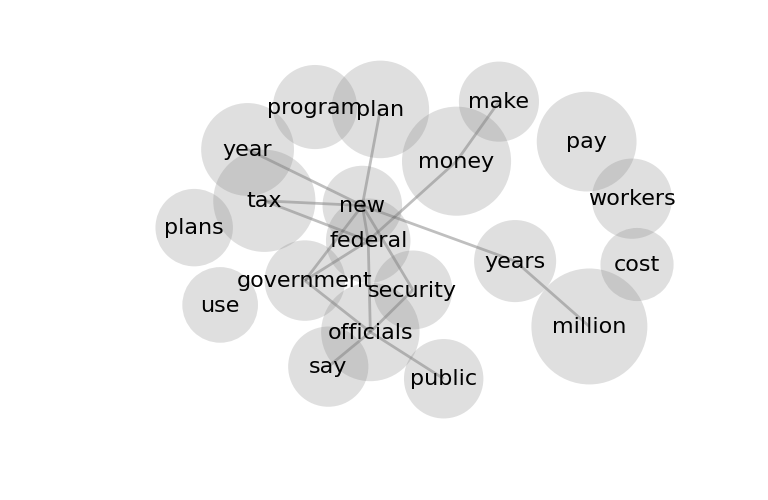 make
program
plan
pay
year
money
workers
tax
new
plans
federal
years
cost
government
security
use
million
officials
say
public